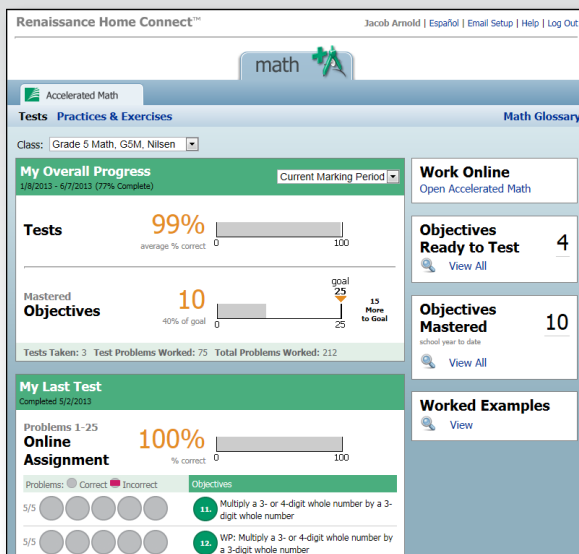 Renaissance Home Connect™
Jacob Arnold | Español | Email Setup | Help | Log Out
math
Accelerated Math
Tests Practices & Exercises
Math Glossary
Class: Grade 5 Math, G5M, Nilsen
My Overall Progress
Current Marking Period
1/8/2013 - 6/7/2013 (77% Complete)
Tests
99%
average % correct
0 100
Mastered
Objectives
10
40% of goal
goal
25
0 25
15
More
to Goal
Tests Taken: 3 Test Problems Worked: 75 Total Problems Worked: 212
My Last Test
Completed 5/2/2013
Problems 1-25
Online
Assignment
100%
% correct
0 100
Problems: Correct Incorrect
Objectives
5/5
11. Multiply a 3- or 4-digit whole number by a 3-
digit whole number
5/5
12. WP: Multiply a 3- or 4-digit whole number by
a 3-digit whole number
Work Online
Open Accelerated Math
Objectives
Ready to Test
4
View All
Objectives
Mastered
10
school year to date
View All
Worked Examples
View